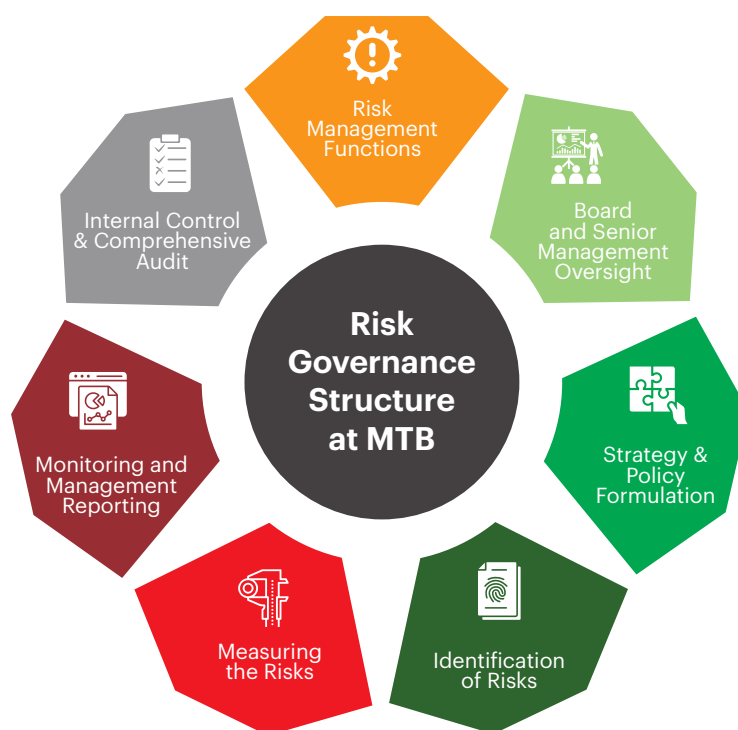 Risk
Management
Functions
Board
and Senior
Management
Oversight
Strategy &
Policy
Formulation
Identification
of Risks
Measuring
the Risks
Monitoring and
Management
Reporting
Internal Control
& Comprehensive
Audit
Risk
Governance
Structure
at MTB